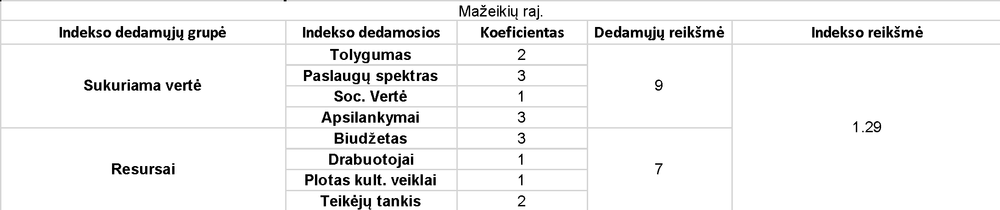 Mažeikių raj.
Indekso dedamųjų grupė Indekso dedamosios Koeficientas Dedamųjų reikšmė Indekso reikšmė
Sukuriama vertė
Tolygumas 2
Paslaugų spektras 3
Soc. Vertė 1
Apsilankymai 3
9
1.29
Resursai
Biudžetas 3
Drabuotojai 1
Plotas kult. veiklai 1
Teikėjų tankis 2
7